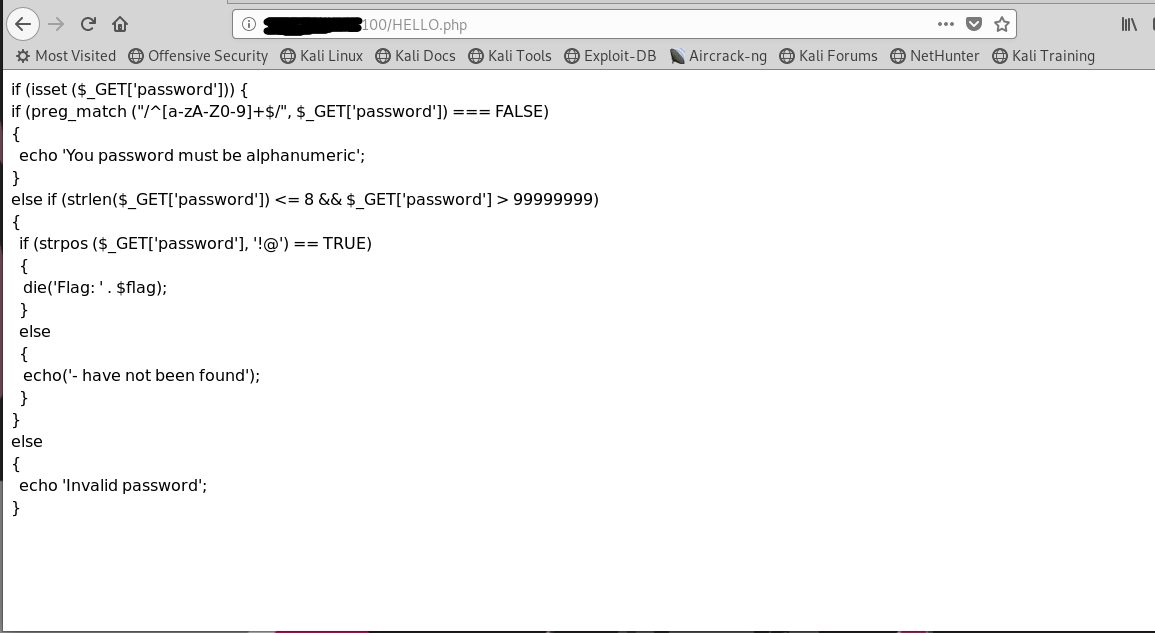 100/HELLO.php
Most Visited Offensive Security Kali Linux Kali Docs Kali Tools Exploit-DB Aircrack-ng Kali Forums NetHunter Kali Training
if (isset ($_GET['password'])) {
if (preg_match ("/^[a-zA-Z0-9]+$/", $_GET['password']) === FALSE)
{
echo 'You password must be alphanumeric';
}
else if (strlen($_GET['password']) <= 8 && $_GET['password'] > 99999999)
{
if (strpos ($_GET['password'], '!@') == TRUE)
{
die('Flag: ' . $flag);
}
else
{
echo('- have not been found');
}
}
else
{
echo 'Invalid password';
}